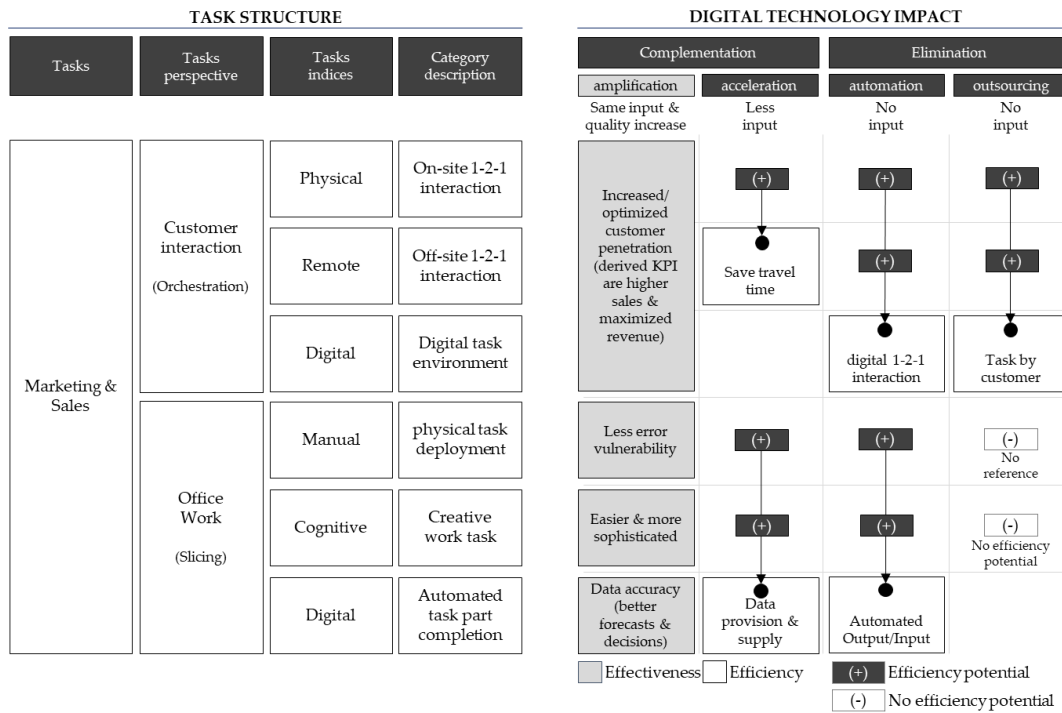 TASK STRUCTURE
Tasks
Tasks
perspective
Tasks
indices
Category
description
Marketing &
Sales
Customer
interaction
(Orchestration)
Physical
On-site 1-2-1
interaction
Remote
Off-site 1-2-1
interaction
Digital
Digital task
environment
Office
Work
(Slicing)
Manual
physical task
deployment
Cognitive
Creative
work task
Digital
Automated
task part
completion
DIGITAL TECHNOLOGY IMPACT
Complementation
Elimination
amplification
acceleration
automation
outsourcing
Same input &
quality increase
Less
input
No
input
No
input
Increased/
optimized
customer
penetration
(derived KPI
are higher
sales &
maximized
revenue)
(+)
(+)
(+)
Save travel
time
(+)
(+)
digital 1-2-1
interaction
Task by
customer
Less error
vulnerability
(+)
(+)
(-)
No
reference
Easier & more
sophisticated
(+)
(+)
(-)
No efficiency
potential
Data accuracy
(better
forecasts &
decisions)
Data
provision &
supply
Automated
Output/Input
Effectiveness
Efficiency
(+) Efficiency potential
(-) No efficiency potential